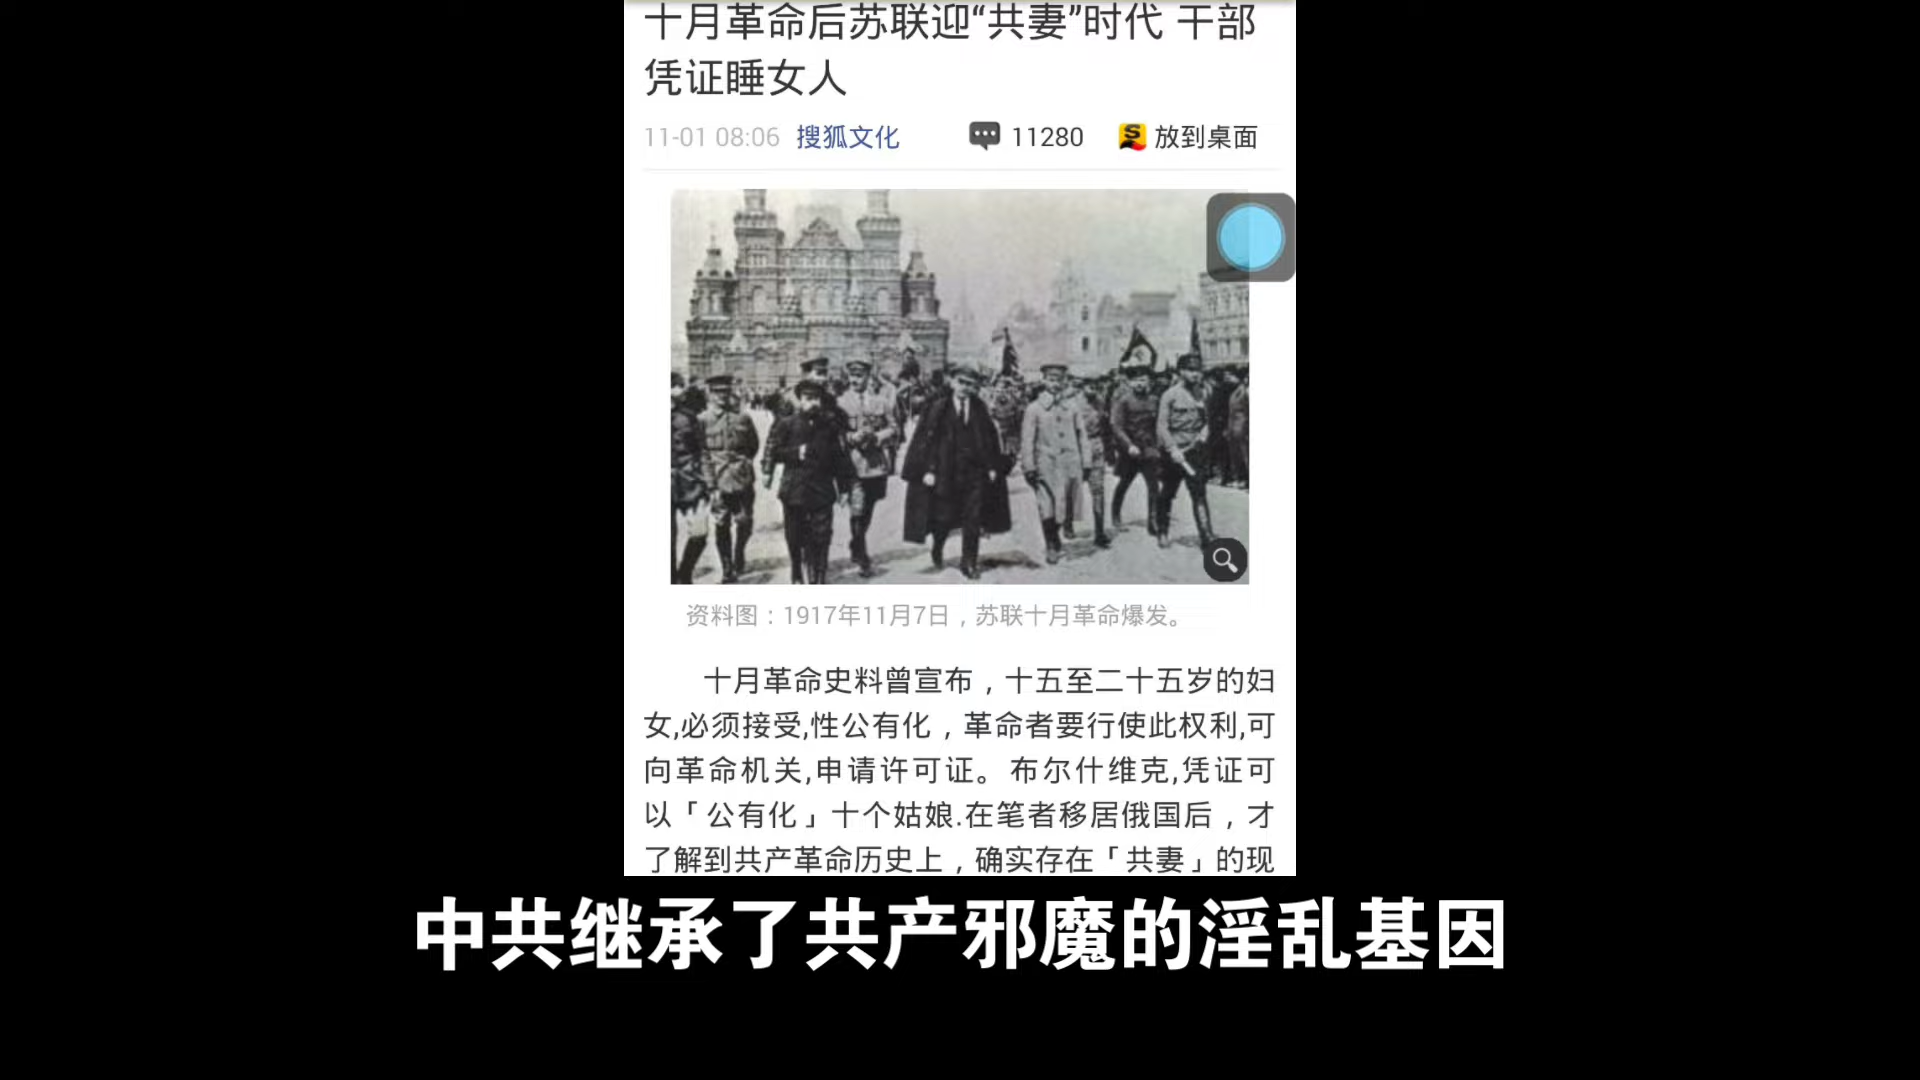 十月革命后苏联迎“共妻”时代 干部
凭证睡女人
11-01 08:06 搜狐文化 11280 放到桌面
资料图：1917年11月7日，苏联十月革命爆发。
十月革命史料曾宣布，十五至二十五岁的妇
女,必须接受,性公有化，革命者要行使此权利,可
向革命机关,申请许可证。布尔什维克,凭证可
以「公有化」十个姑娘.在笔者移居俄国后，才
了解到共产革命历史上，确实存在「共妻」的现
中共继承了共产邪魔的淫乱基因